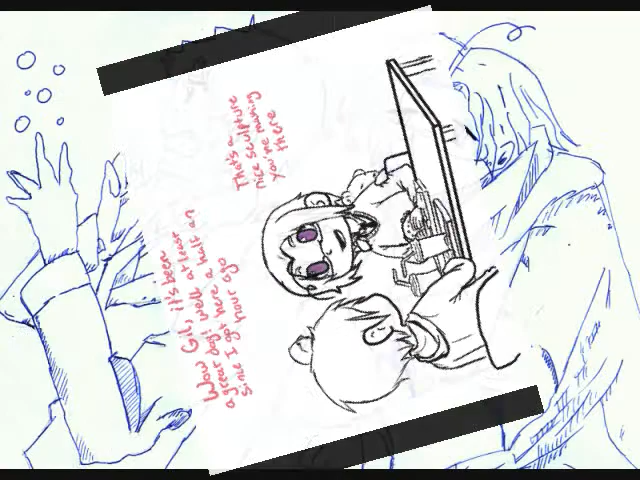 Wow Gil, it's been
a great day! well at least
a half an
since I got here
hour ago
That's a
nice sculpture
you're making
there